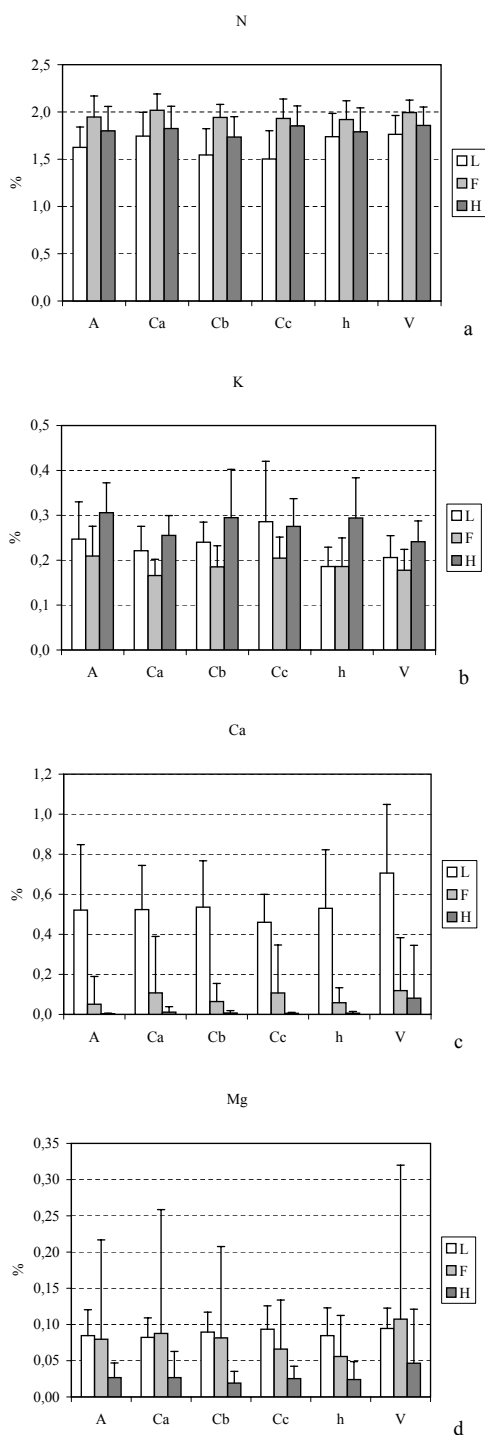 N
2,5
2,0
1,5
1,0
0,5
0,0
%
A Ca Cb Cc h V
L
F
H
a
K
0,5
0,4
0,3
0,2
0,1
0,0
%
A Ca Cb Cc h V
L
F
H
b
Ca
1,2
1,0
0,8
0,6
0,4
0,2
0,0
%
A Ca Cb Cc h V
L
F
H
c
Mg
0,35
0,30
0,25
0,20
0,15
0,10
0,05
0,00
%
A Ca Cb Cc h V
L
F
H
d